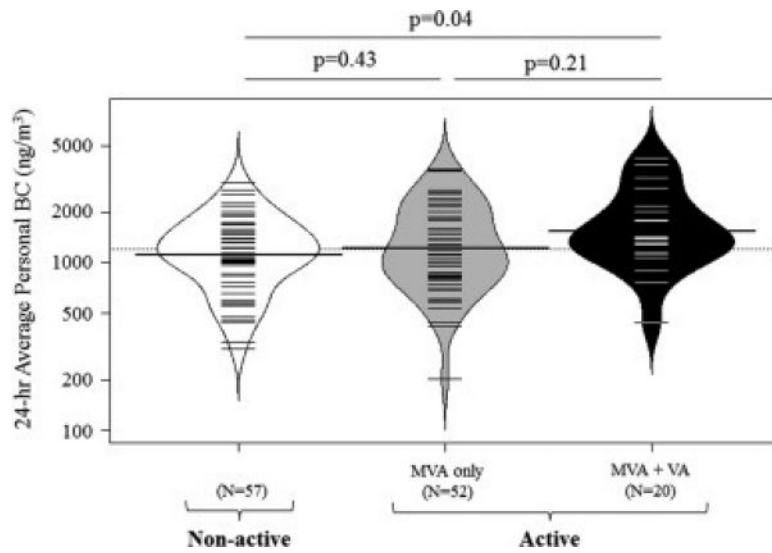 p=0.04
p=0.43
p=0.21
24-hr Average Personal BC (ng/m³)
5000
2000
1000
500
200
100
MVA only
MVA + VA
(N=57)
(N=52)
(N=20)
Non-active
Active